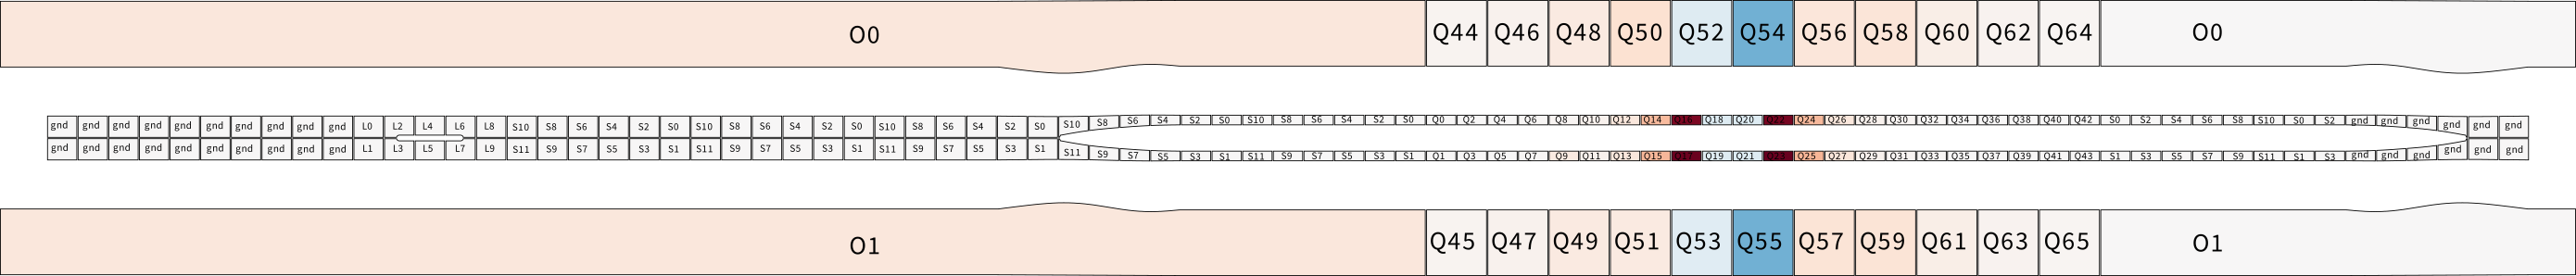 O0 Q44 Q46 Q48 Q50 Q52 Q54 Q56 Q58 Q60 Q62 Q64 O0
gnd gnd gnd gnd gnd gnd gnd gnd gnd gnd L0 L2 L4 L6 L8 S10 S8 S6 S4 S2 S0 S10 S8 S6 S4 S2 S0 S10 S8 S6 S4 S2 S0 S10 S8 S6 S4 S2 S0 S10 S8 S6 S4 S2 S0 Q0 Q2 Q4 Q6 Q8 Q10 Q12 Q14 Q16 Q18 Q20 Q22 Q24 Q26 Q28 Q30 Q32 Q34 Q36 Q38 Q40 Q42 S0 S2 S4 S6 S8 S10 S0 S2 gnd gnd gnd gnd gnd gnd
gnd gnd gnd gnd gnd gnd gnd gnd gnd gnd L1 L3 L5 L7 L9 S11 S9 S7 S5 S3 S1 S11 S9 S7 S5 S3 S1 S11 S9 S7 S5 S3 S1 S11 S9 S7 S5 S3 S1 S11 S9 S7 S5 S3 S1 Q1 Q3 Q5 Q7 Q9 Q11 Q13 Q15 Q17 Q19 Q21 Q23 Q25 Q27 Q29 Q31 Q33 Q35 Q37 Q39 Q41 Q43 S1 S3 S5 S7 S9 S11 S1 S3 gnd gnd gnd gnd gnd gnd
O1 Q45 Q47 Q49 Q51 Q53 Q55 Q57 Q59 Q61 Q63 Q65 O1